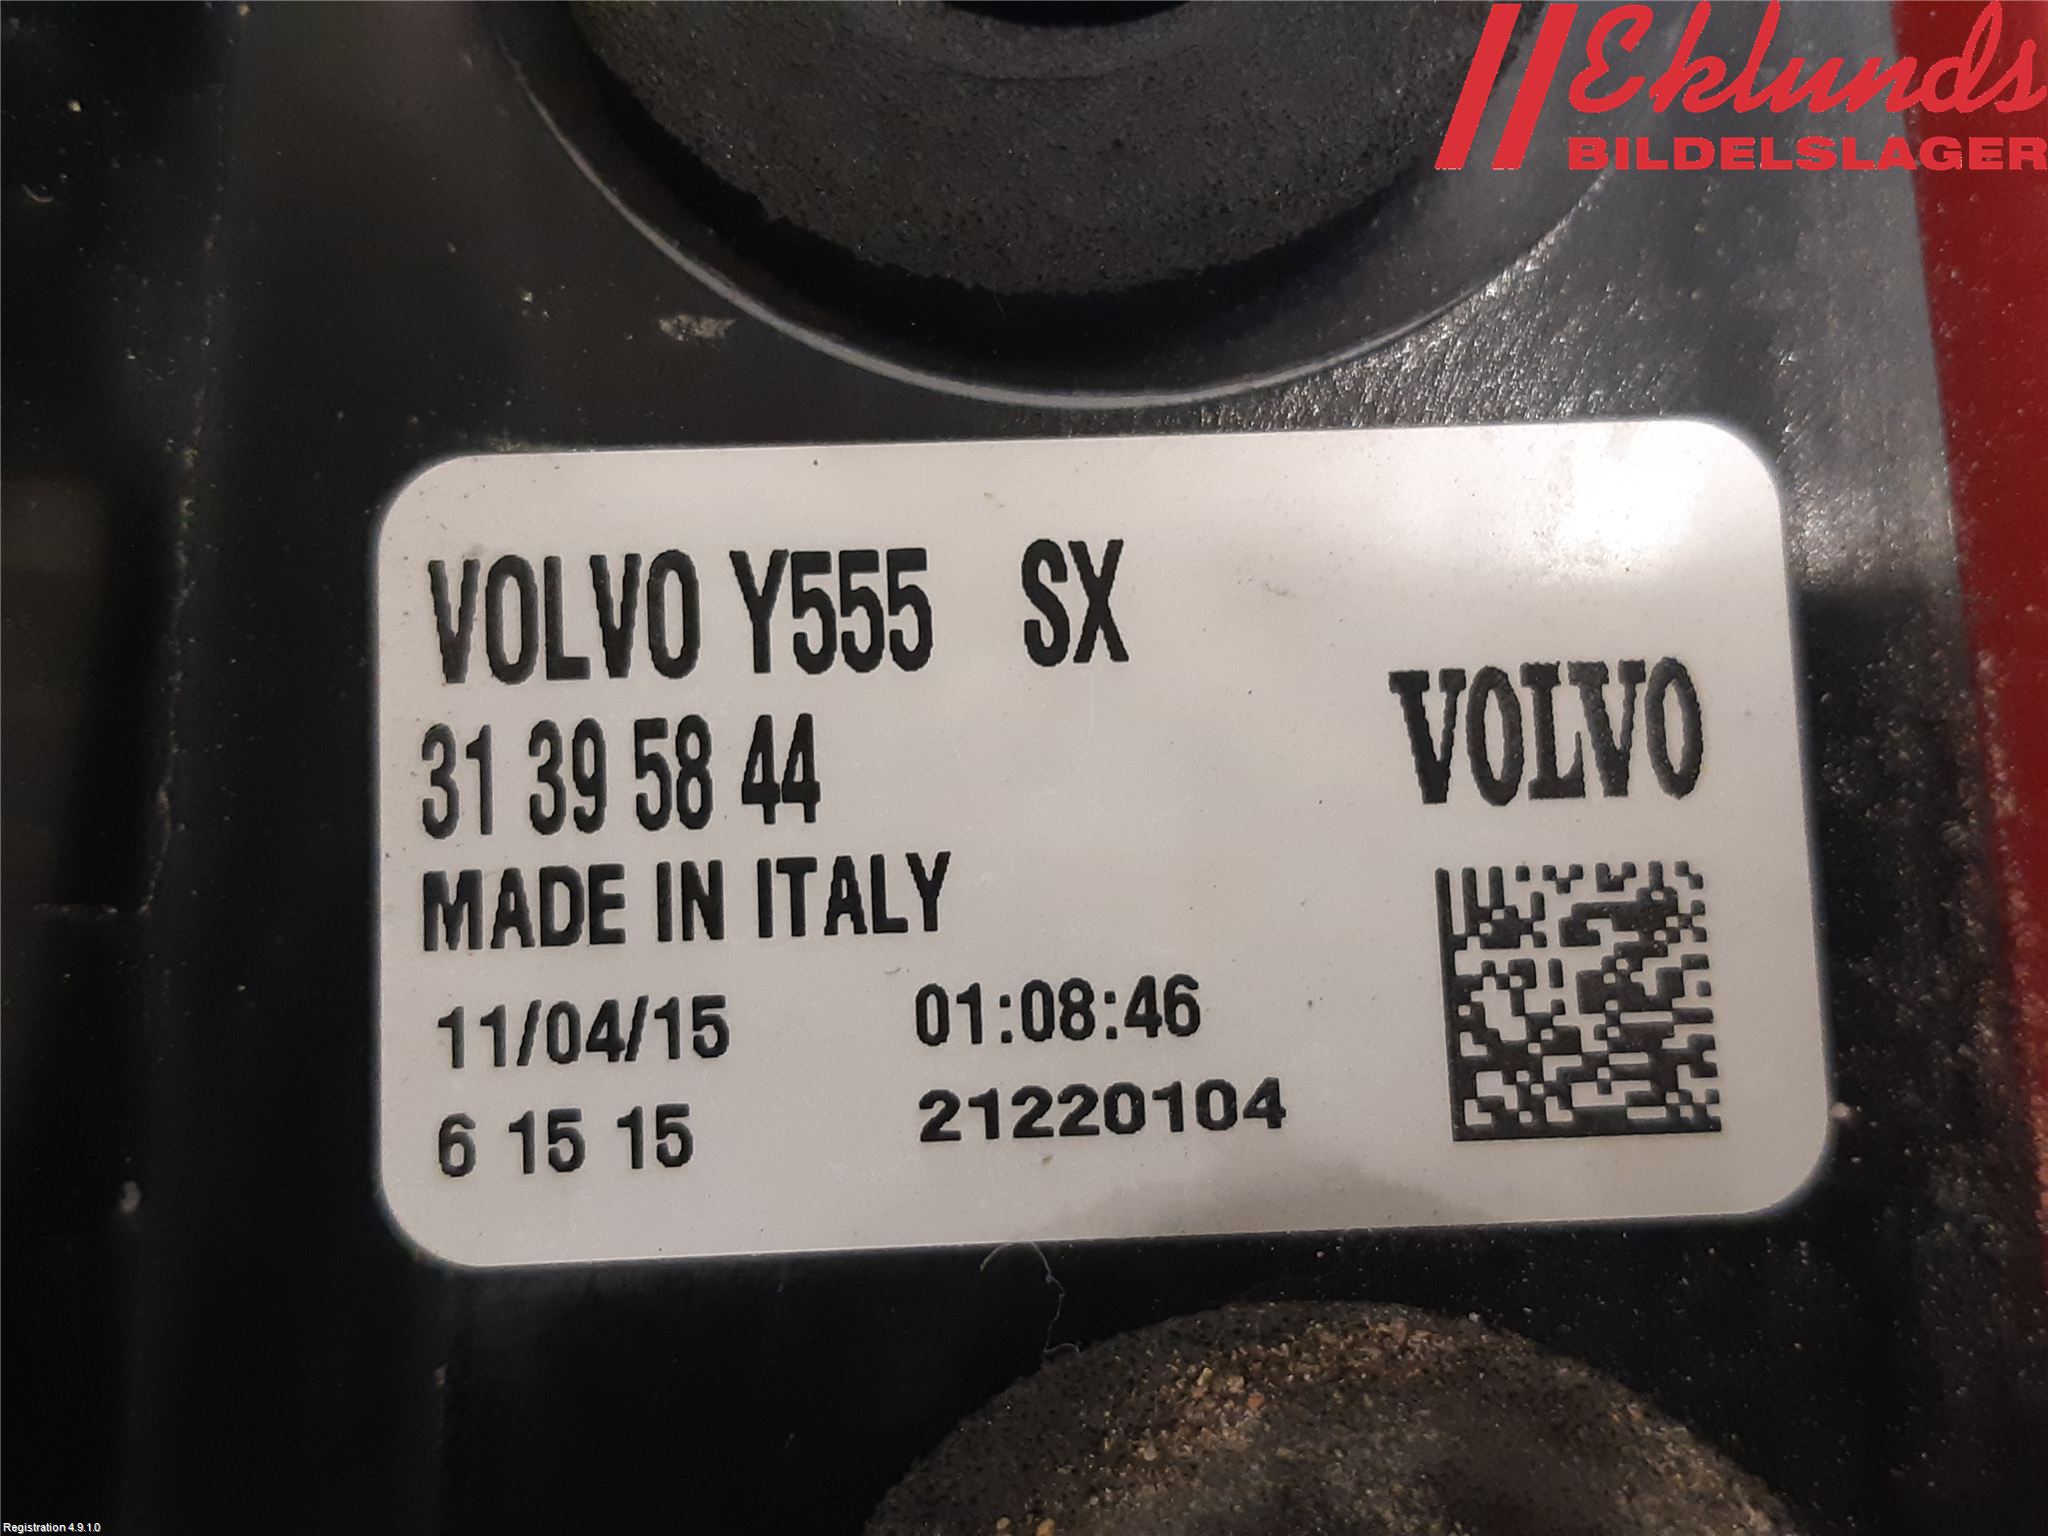 Eklunds
BILDELSLAGER
VOLVO Y555 SX
31 39 58 44
VOLVO
MADE IN ITALY
11/04/15 01:08:46
6 15 15 21220104
Registration 4.9.1.0